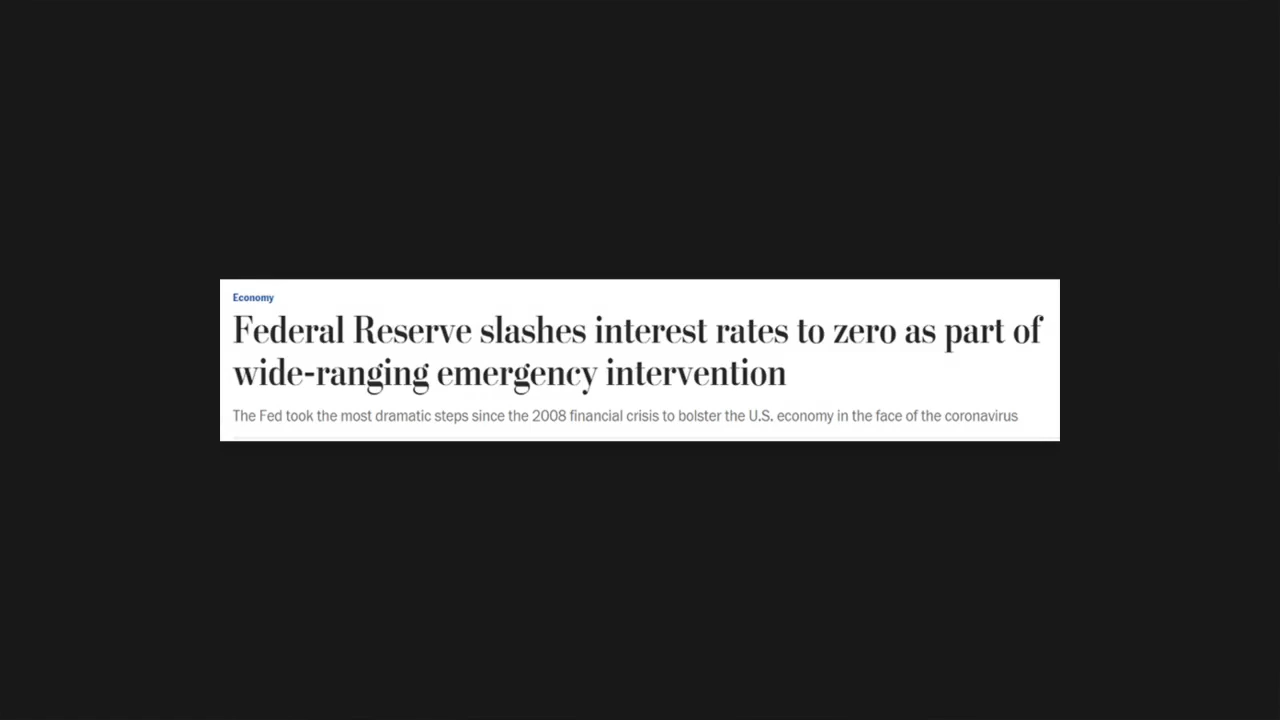 Economy
Federal Reserve slashes interest rates to zero as part of
wide-ranging emergency intervention
The Fed took the most dramatic steps since the 2008 financial crisis to bolster the U.S. economy in the face of the coronavirus